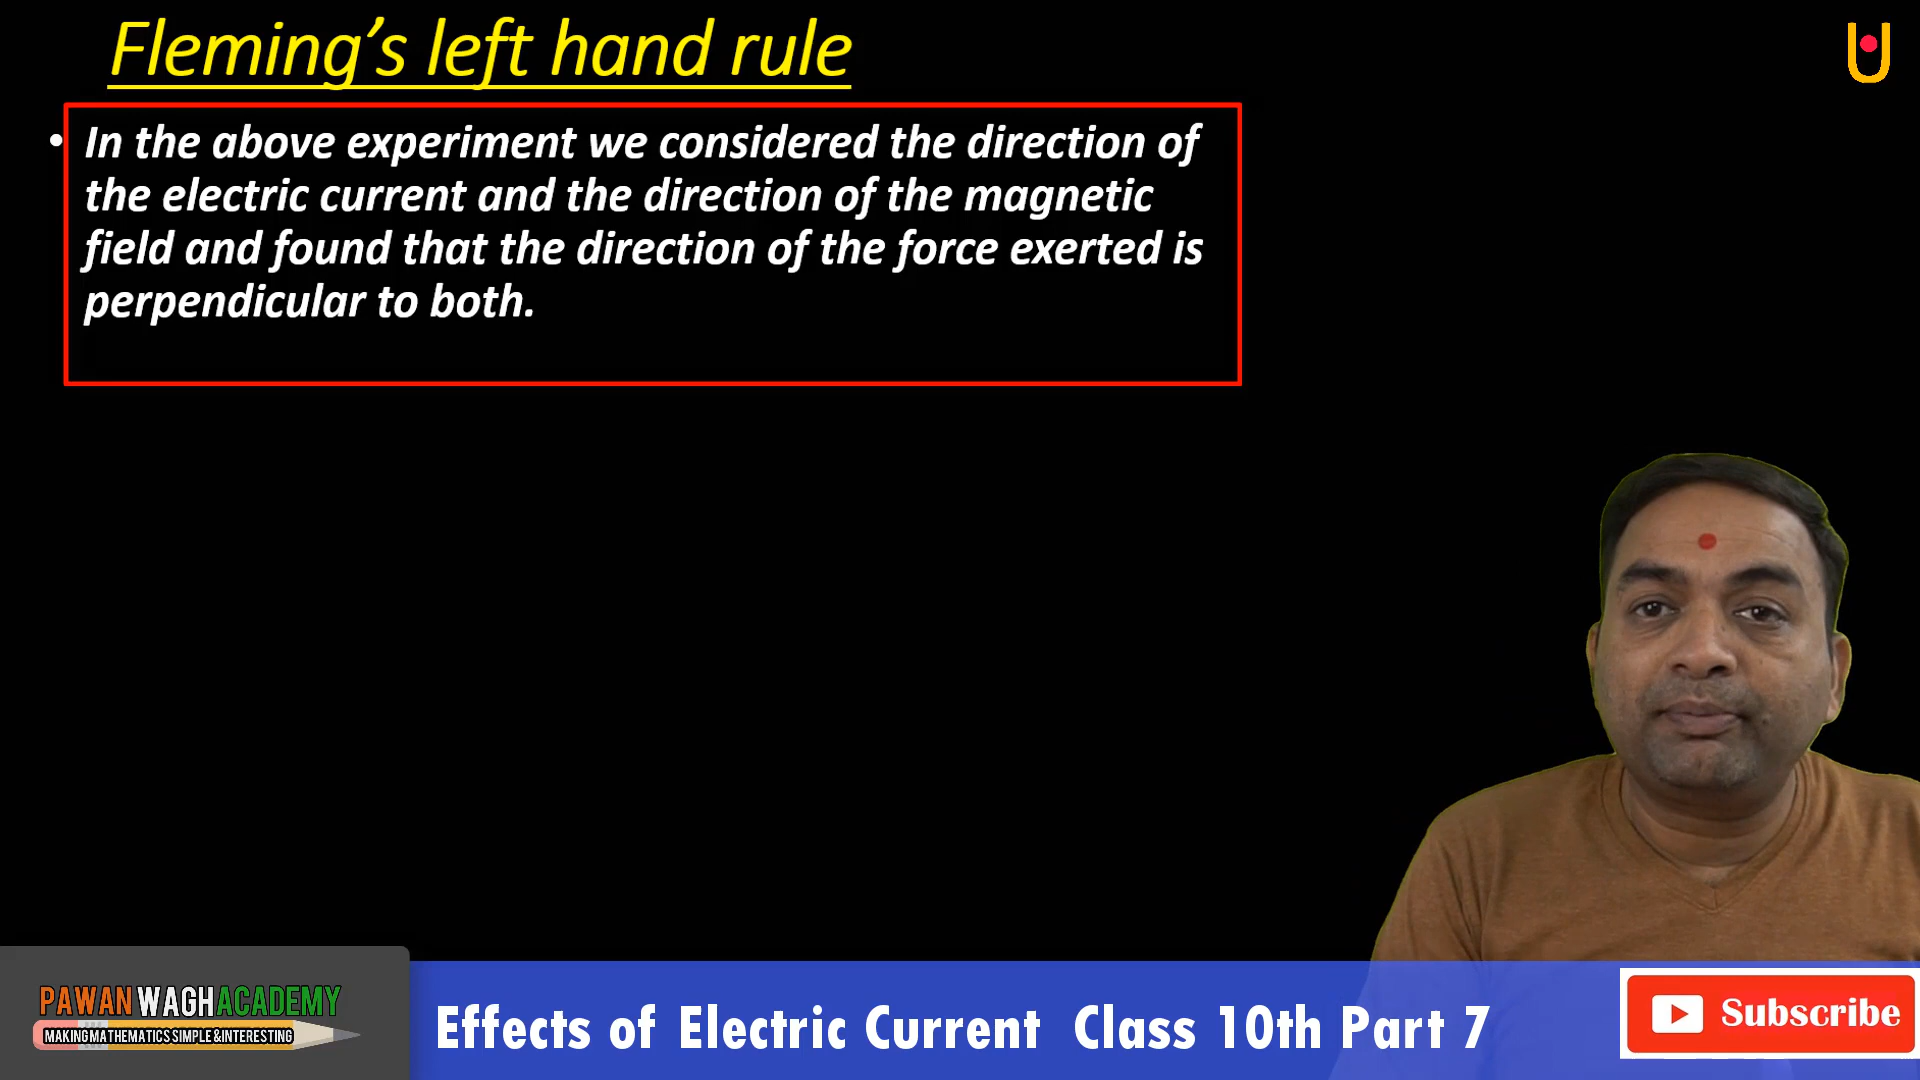 Fleming’s left hand rule
• In the above experiment we considered the direction of
the electric current and the direction of the magnetic
field and found that the direction of the force exerted is
perpendicular to both.
PAWAN WAGH ACADEMY
MAKING MATHEMATICS SIMPLE & INTERESTING
Effects of Electric Current Class 10th Part 7
Subscribe